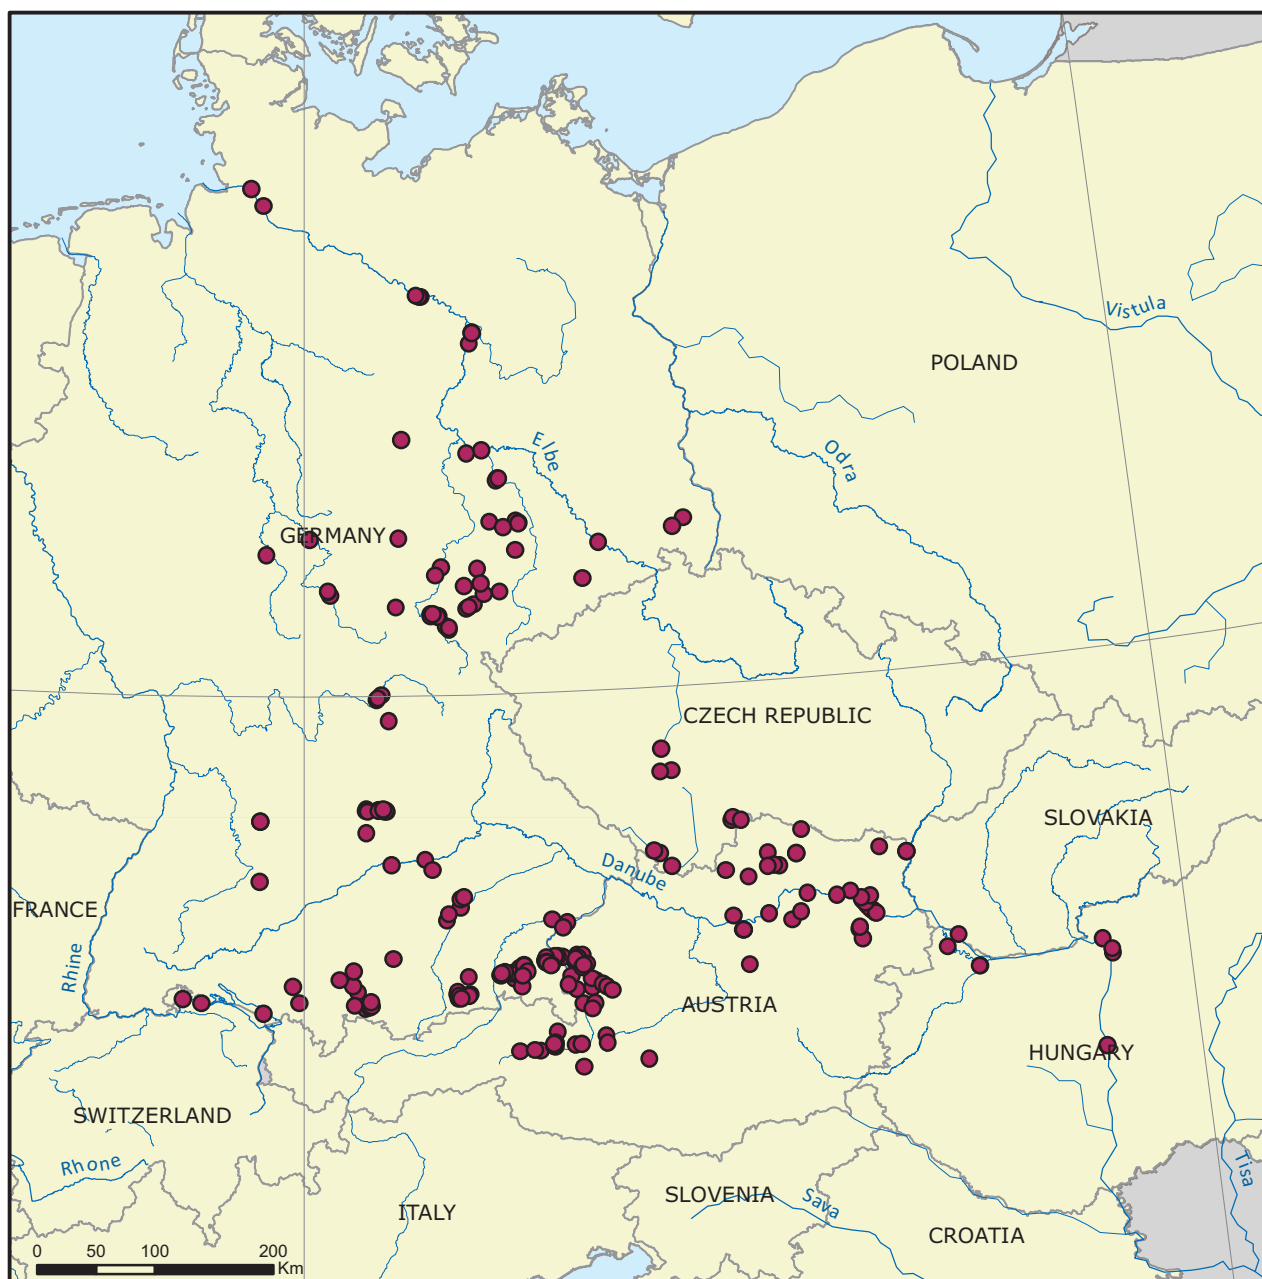 Vistula
POLAND
Elbe
Odra
GERMANY
CZECH REPUBLIC
SLOVAKIA
Danube
FRANCE
Rhine
AUSTRIA
HUNGARY
SWITZERLAND
Rhone
Tisa
SLOVENIA
Sava
ITALY
CROATIA
0 50 100 200
Km